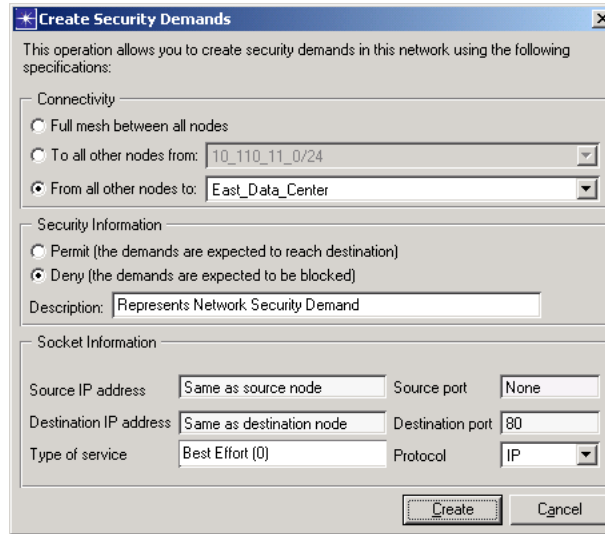 Create Security Demands
This operation allows you to create security demands in this network using the following
specifications:
Connectivity
Full mesh between all nodes
To all other nodes from: 10_110_11_0/24
From all other nodes to: East_Data_Center
Security Information
Permit (the demands are expected to reach destination)
Deny (the demands are expected to be blocked)
Description: Represents Network Security Demand
Socket Information
Source IP address Same as source node Source port None
Destination IP address Same as destination node Destination port 80
Type of service Best Effort (0) Protocol IP
Create Cancel